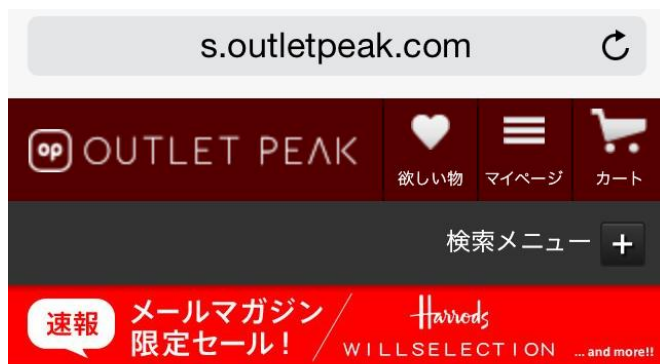 s.outletpeak.com
op OUTLET PEAK
欲しい物 マイページ カート
検索メニュー +
速報 メールマガジン
限定セール!
Harrods
WILLSELECTION ...and more!!